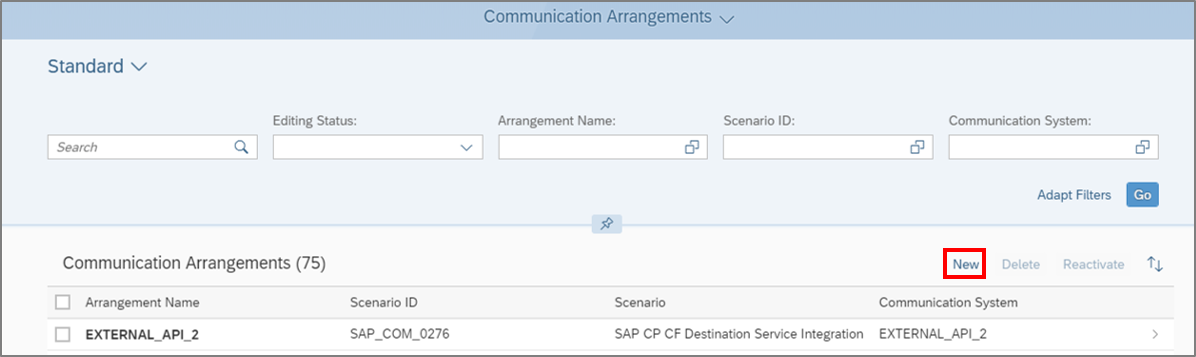 Communication Arrangements
Standard
Editing Status: Arrangement Name: Scenario ID: Communication System:
Search
Adapt Filters Go
Communication Arrangements (75) New Delete Reactivate
Arrangement Name Scenario ID Scenario Communication System
EXTERNAL_API_2 SAP_COM_0276 SAP CP CF Destination Service Integration EXTERNAL_API_2